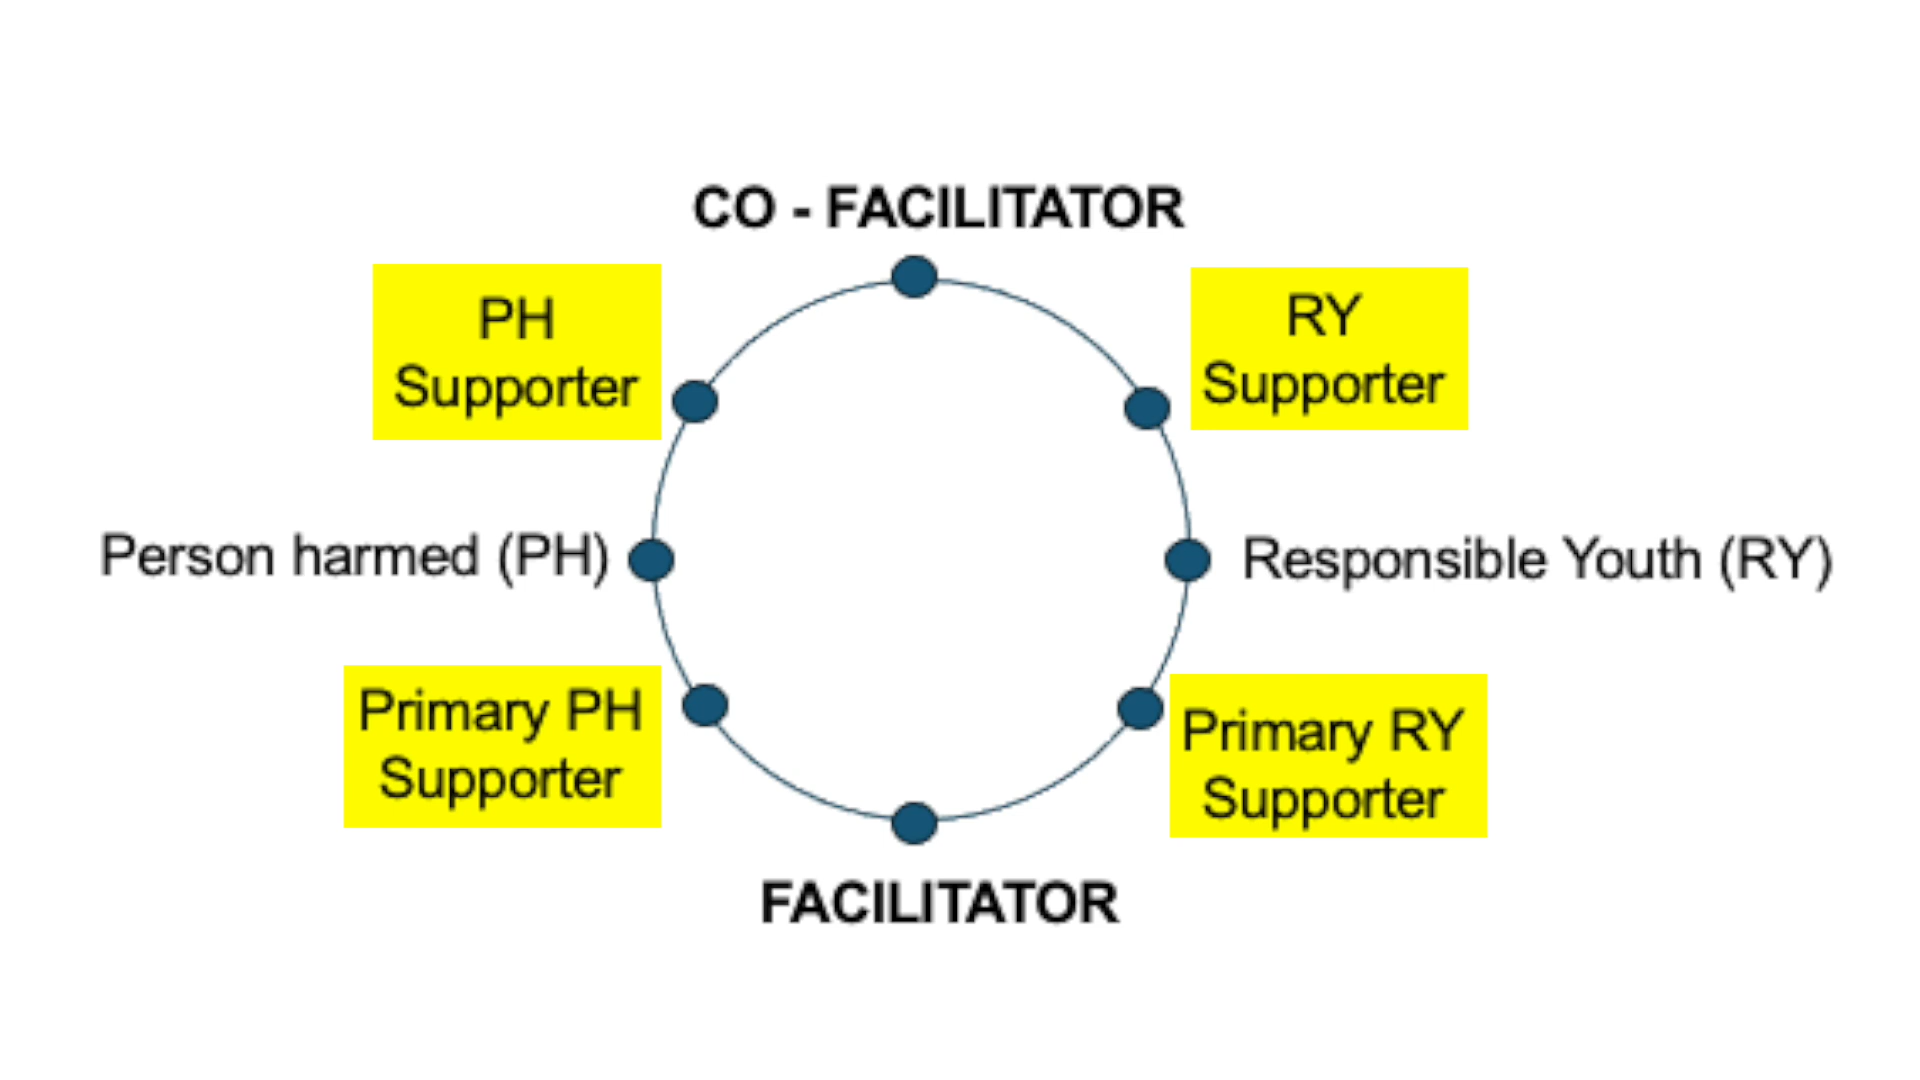 CO - FACILITATOR
PH
Supporter
RY
Supporter
Person harmed (PH)
Responsible Youth (RY)
Primary PH
Supporter
Primary RY
Supporter
FACILITATOR